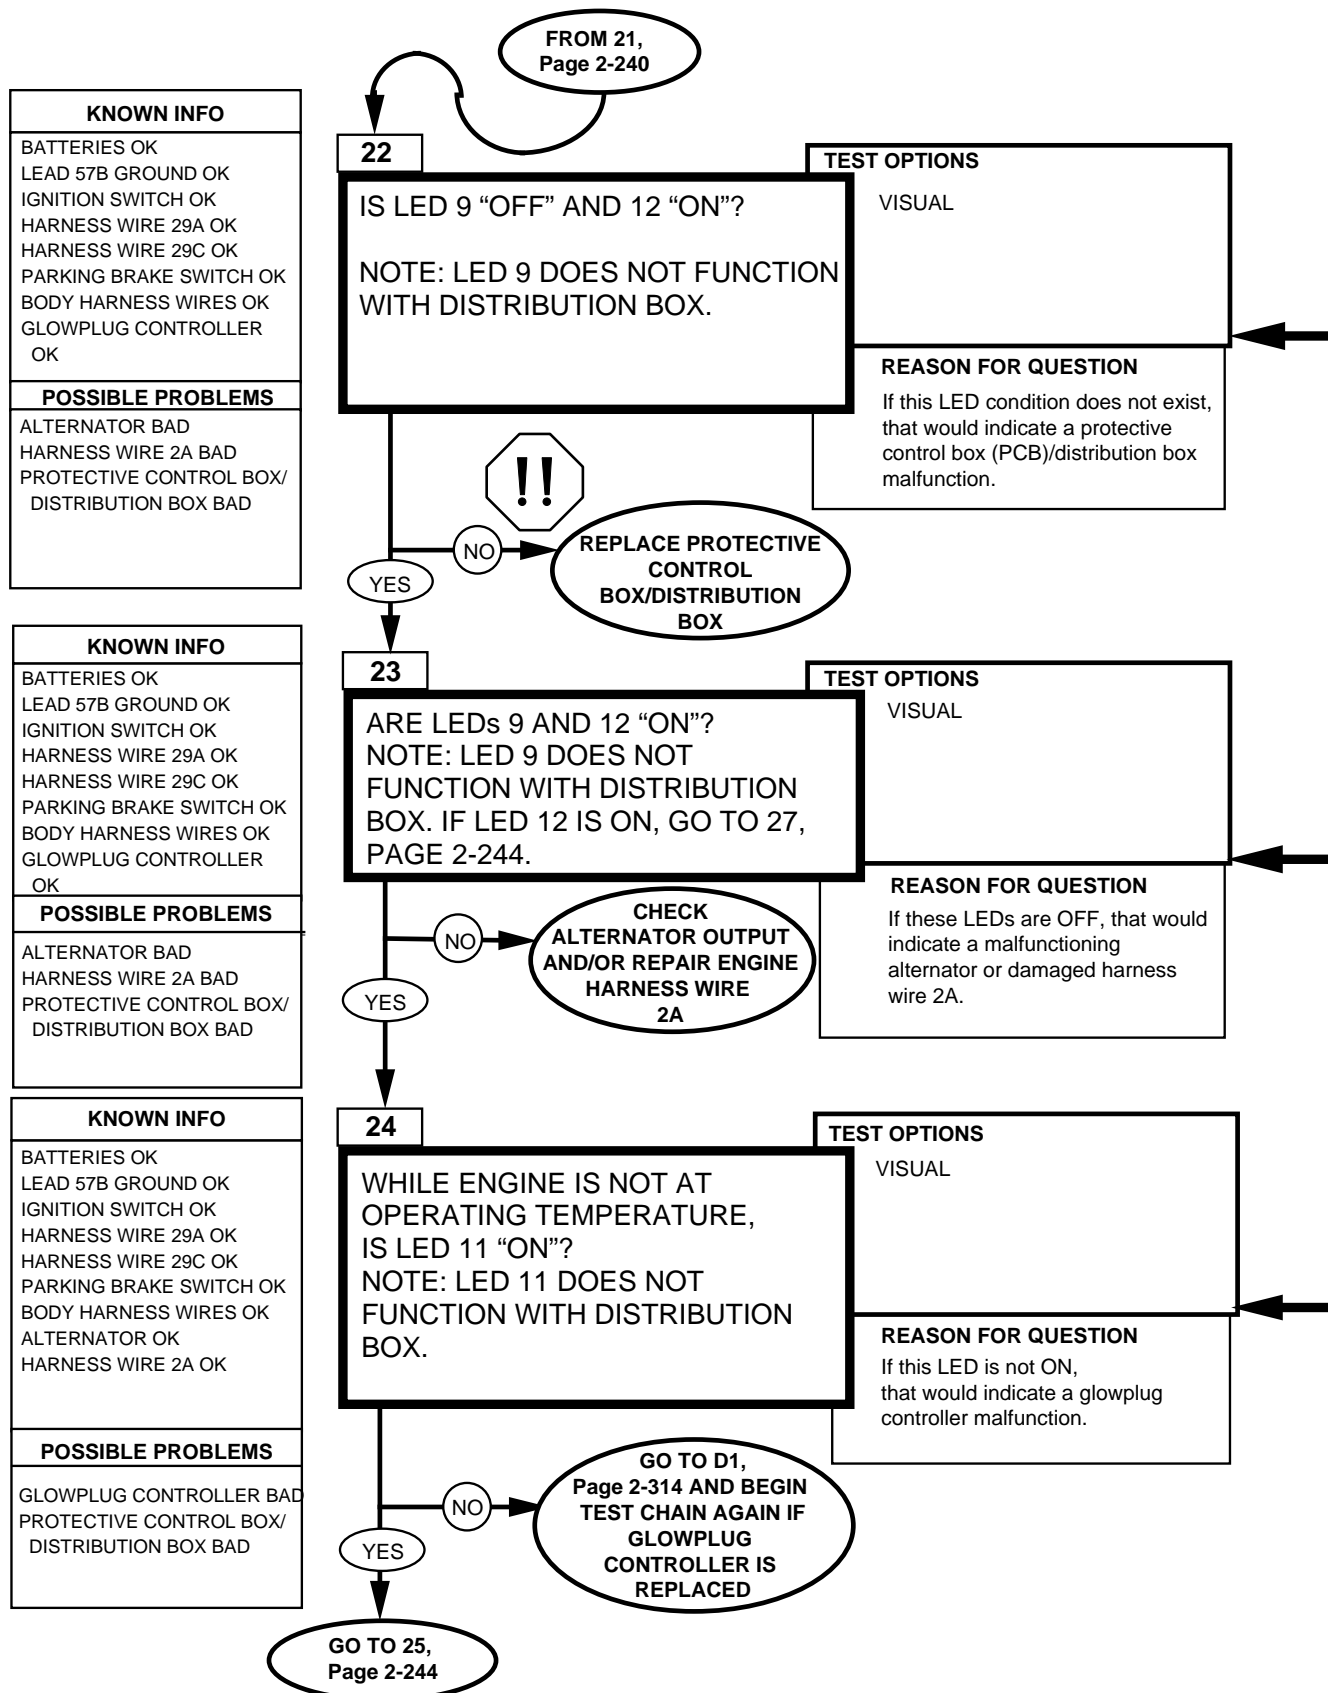 FROM 21,
Page 2-240
KNOWN INFO
BATTERIES OK
LEAD 57B GROUND OK
IGNITION SWITCH OK
HARNESS WIRE 29A OK
HARNESS WIRE 29C OK
PARKING BRAKE SWITCH OK
BODY HARNESS WIRES OK
GLOWPLUG CONTROLLER
OK
POSSIBLE PROBLEMS
ALTERNATOR BAD
HARNESS WIRE 2A BAD
PROTECTIVE CONTROL BOX/
DISTRIBUTION BOX BAD
22
IS LED 9 “OFF” AND 12 “ON”?
NOTE: LED 9 DOES NOT FUNCTION
WITH DISTRIBUTION BOX.
TEST OPTIONS
VISUAL
REASON FOR QUESTION
If this LED condition does not exist,
that would indicate a protective
control box (PCB)/distribution box
malfunction.
!!
NO
REPLACE PROTECTIVE
CONTROL
BOX/DISTRIBUTION
BOX
YES
KNOWN INFO
BATTERIES OK
LEAD 57B GROUND OK
IGNITION SWITCH OK
HARNESS WIRE 29A OK
HARNESS WIRE 29C OK
PARKING BRAKE SWITCH OK
BODY HARNESS WIRES OK
GLOWPLUG CONTROLLER
OK
POSSIBLE PROBLEMS
ALTERNATOR BAD
HARNESS WIRE 2A BAD
PROTECTIVE CONTROL BOX/
DISTRIBUTION BOX BAD
23
ARE LEDs 9 AND 12 “ON”?
NOTE: LED 9 DOES NOT
FUNCTION WITH DISTRIBUTION
BOX. IF LED 12 IS ON, GO TO 27,
PAGE 2-244.
TEST OPTIONS
VISUAL
REASON FOR QUESTION
If these LEDs are OFF, that would
indicate a malfunctioning
alternator or damaged harness
wire 2A.
NO
CHECK
ALTERNATOR OUTPUT
AND/OR REPAIR ENGINE
HARNESS WIRE
2A
YES
KNOWN INFO
BATTERIES OK
LEAD 57B GROUND OK
IGNITION SWITCH OK
HARNESS WIRE 29A OK
HARNESS WIRE 29C OK
PARKING BRAKE SWITCH OK
BODY HARNESS WIRES OK
ALTERNATOR OK
HARNESS WIRE 2A OK
POSSIBLE PROBLEMS
GLOWPLUG CONTROLLER BAD
PROTECTIVE CONTROL BOX/
DISTRIBUTION BOX BAD
24
WHILE ENGINE IS NOT AT
OPERATING TEMPERATURE,
IS LED 11 “ON”?
NOTE: LED 11 DOES NOT
FUNCTION WITH DISTRIBUTION
BOX.
TEST OPTIONS
VISUAL
REASON FOR QUESTION
If this LED is not ON,
that would indicate a glowplug
controller malfunction.
NO
GO TO D1,
Page 2-314 AND BEGIN
TEST CHAIN AGAIN IF
GLOWPLUG
CONTROLLER IS
REPLACED
YES
GO TO 25,
Page 2-244